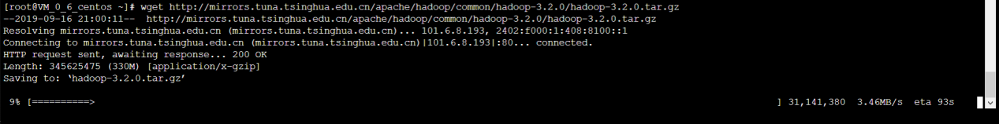 [root@VM_0_6_centos ~]# wget http://mirrors.tuna.tsinghua.edu.cn/apache/hadoop/common/hadoop-3.2.0/hadoop-3.2.0.tar.gz
--2019-09-16 21:00:11--  http://mirrors.tuna.tsinghua.edu.cn/apache/hadoop/common/hadoop-3.2.0/hadoop-3.2.0.tar.gz
Resolving mirrors.tuna.tsinghua.edu.cn (mirrors.tuna.tsinghua.edu.cn)... 101.6.8.193, 2402:f000:1:408:8100::1
Connecting to mirrors.tuna.tsinghua.edu.cn (mirrors.tuna.tsinghua.edu.cn)|101.6.8.193|:80... connected.
HTTP request sent, awaiting response... 200 OK
Length: 345625475 (330M) [application/x-gzip]
Saving to: ‘hadoop-3.2.0.tar.gz’
9% [==========> ] 31,141,380  3.46MB/s  eta 93s